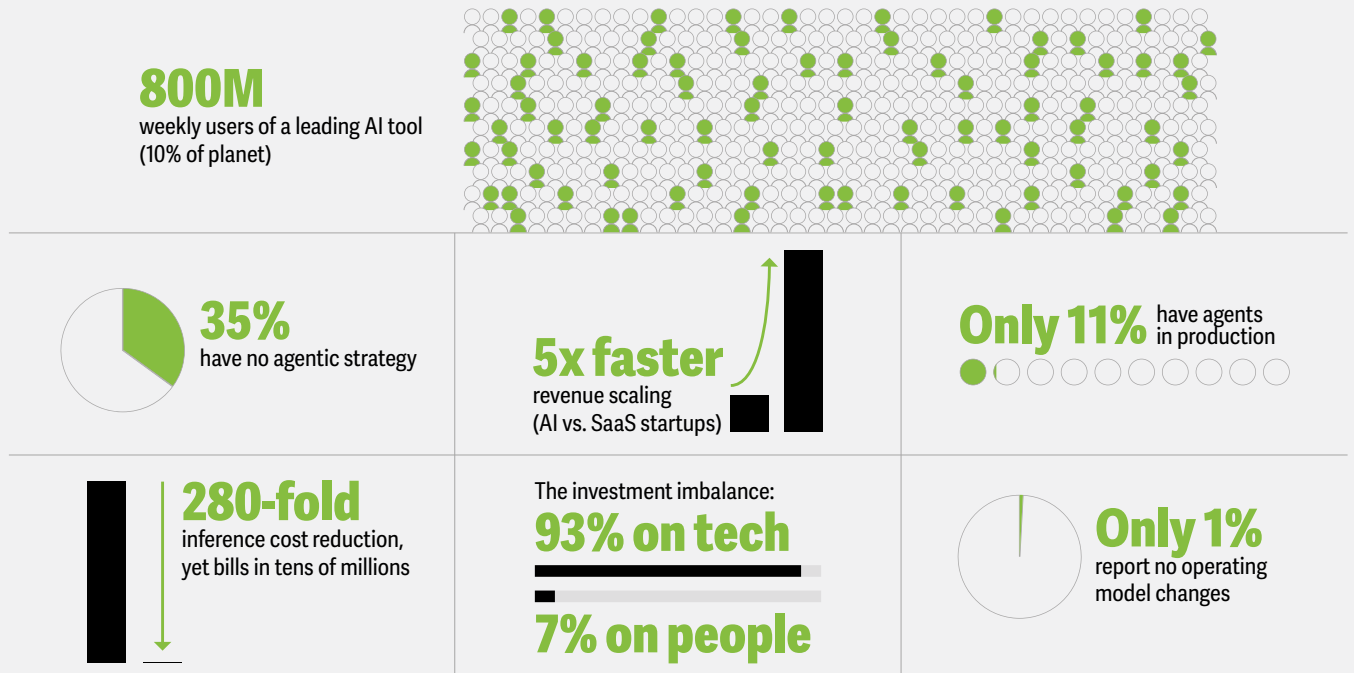 800M
weekly users of a leading AI tool
(10% of planet)
35%
have no agentic strategy
5x faster
revenue scaling
(AI vs. SaaS startups)
Only 11% have agents
in production
280-fold
inference cost reduction,
yet bills in tens of millions
The investment imbalance:
93% on tech
7% on people
Only 1%
report no operating
model changes